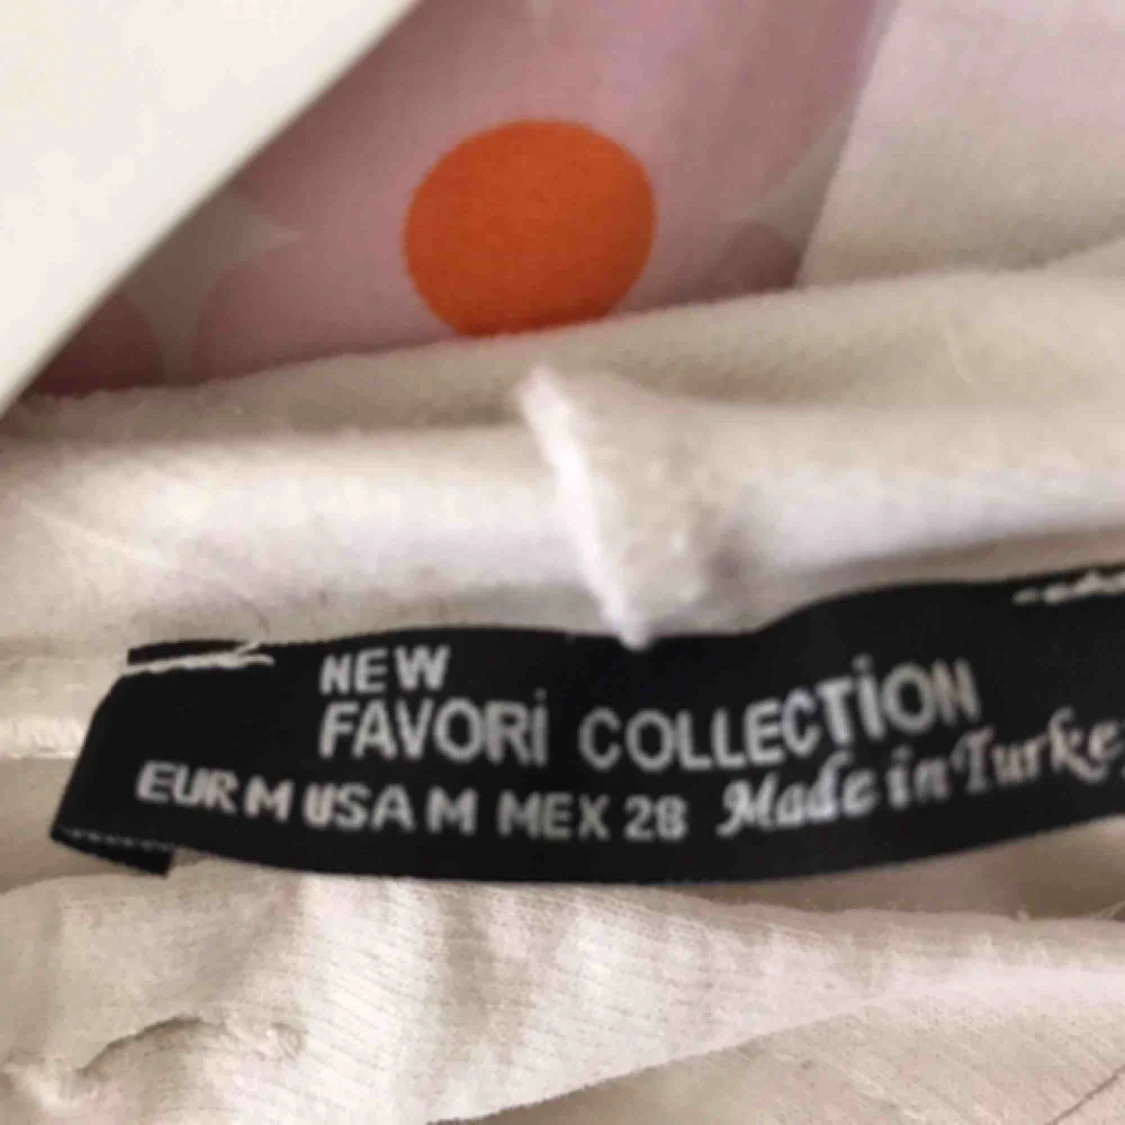 NEW
FAVORİ COLLECTİON
EUR M USA M MEX 28 Made in Turkey